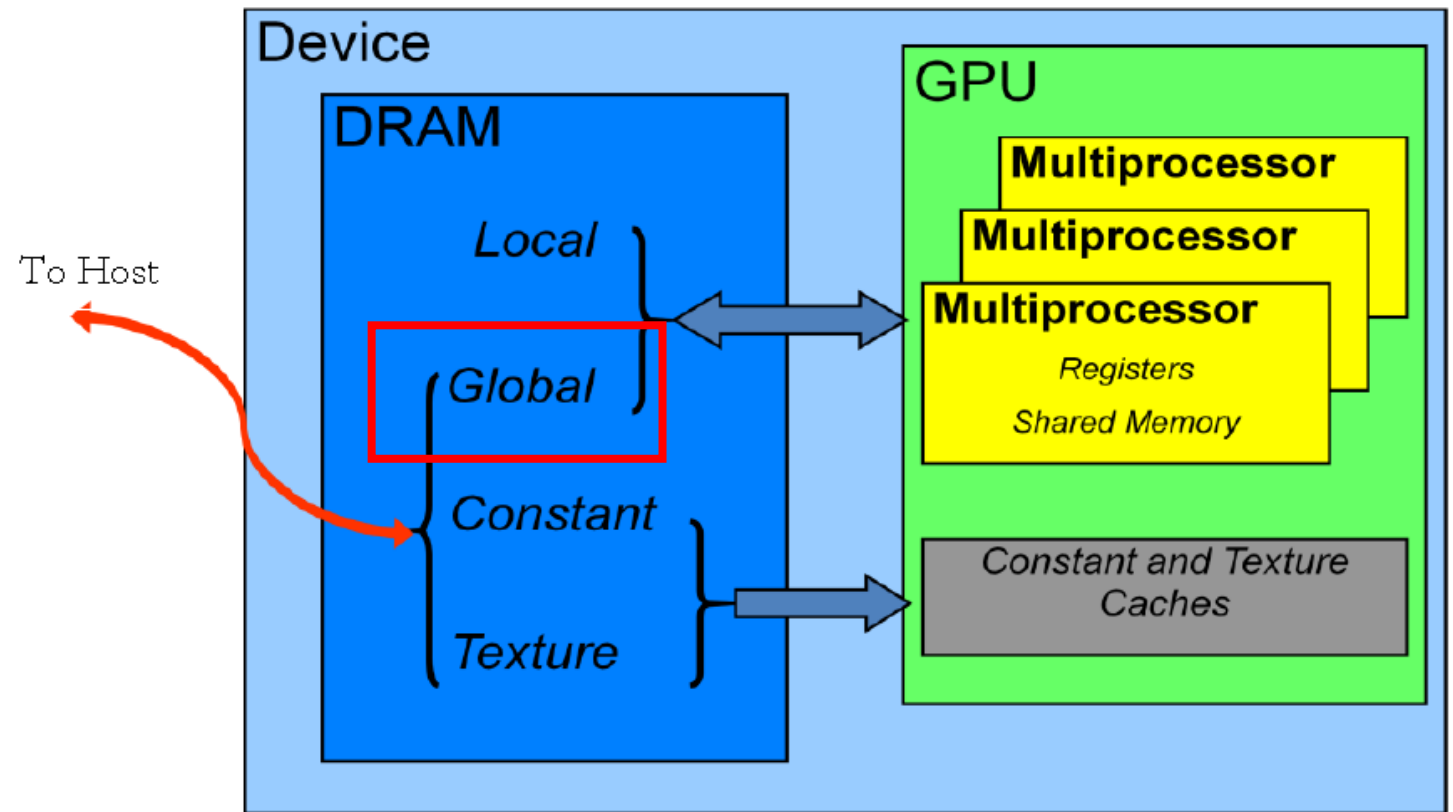 Device
DRAM
Local
Global
Constant
Texture
To Host
GPU
Multiprocessor
Multiprocessor
Multiprocessor
Registers
Shared Memory
Constant and Texture
Caches